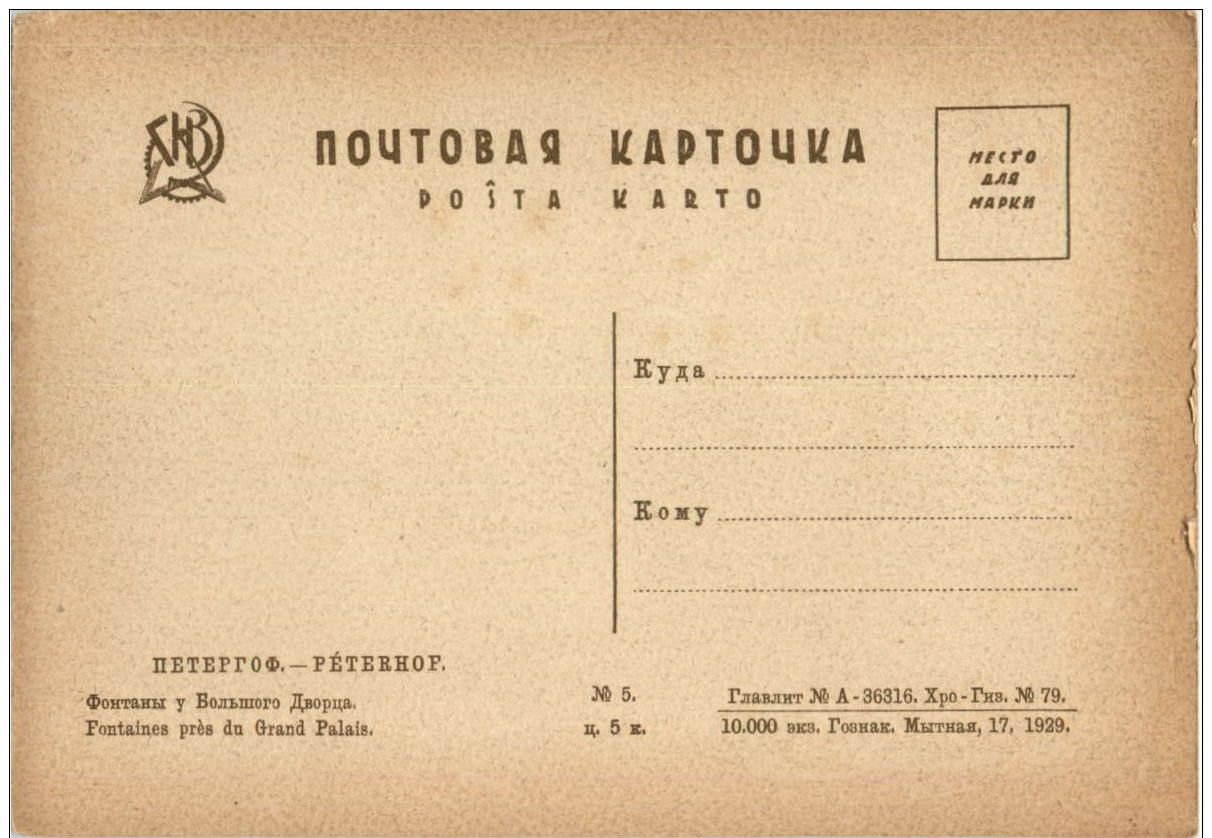 ПОЧТОВАЯ КАРТОЧКА
POŜTA KARTO
МЕСТО
ДЛЯ
МАРКИ
Куда
Кому
ПЕТЕРГОФ.—PÉTERHOF.
Фонтаны у Большого Дворца.
Fontaines près du Grand Palais.
№ 5.
ц. 5 к.
Главлит № А-36316. Хро-Гиз. № 79.
10.000 экз. Гознак. Мытная, 17, 1929.